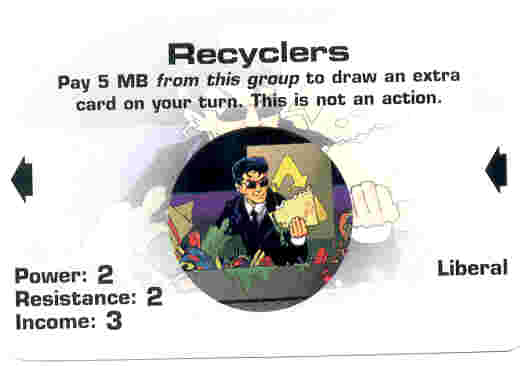 Recyclers
Pay 5 MB from this group to draw an extra
card on your turn. This is not an action.
Power: 2
Resistance: 2
Income: 3
Liberal